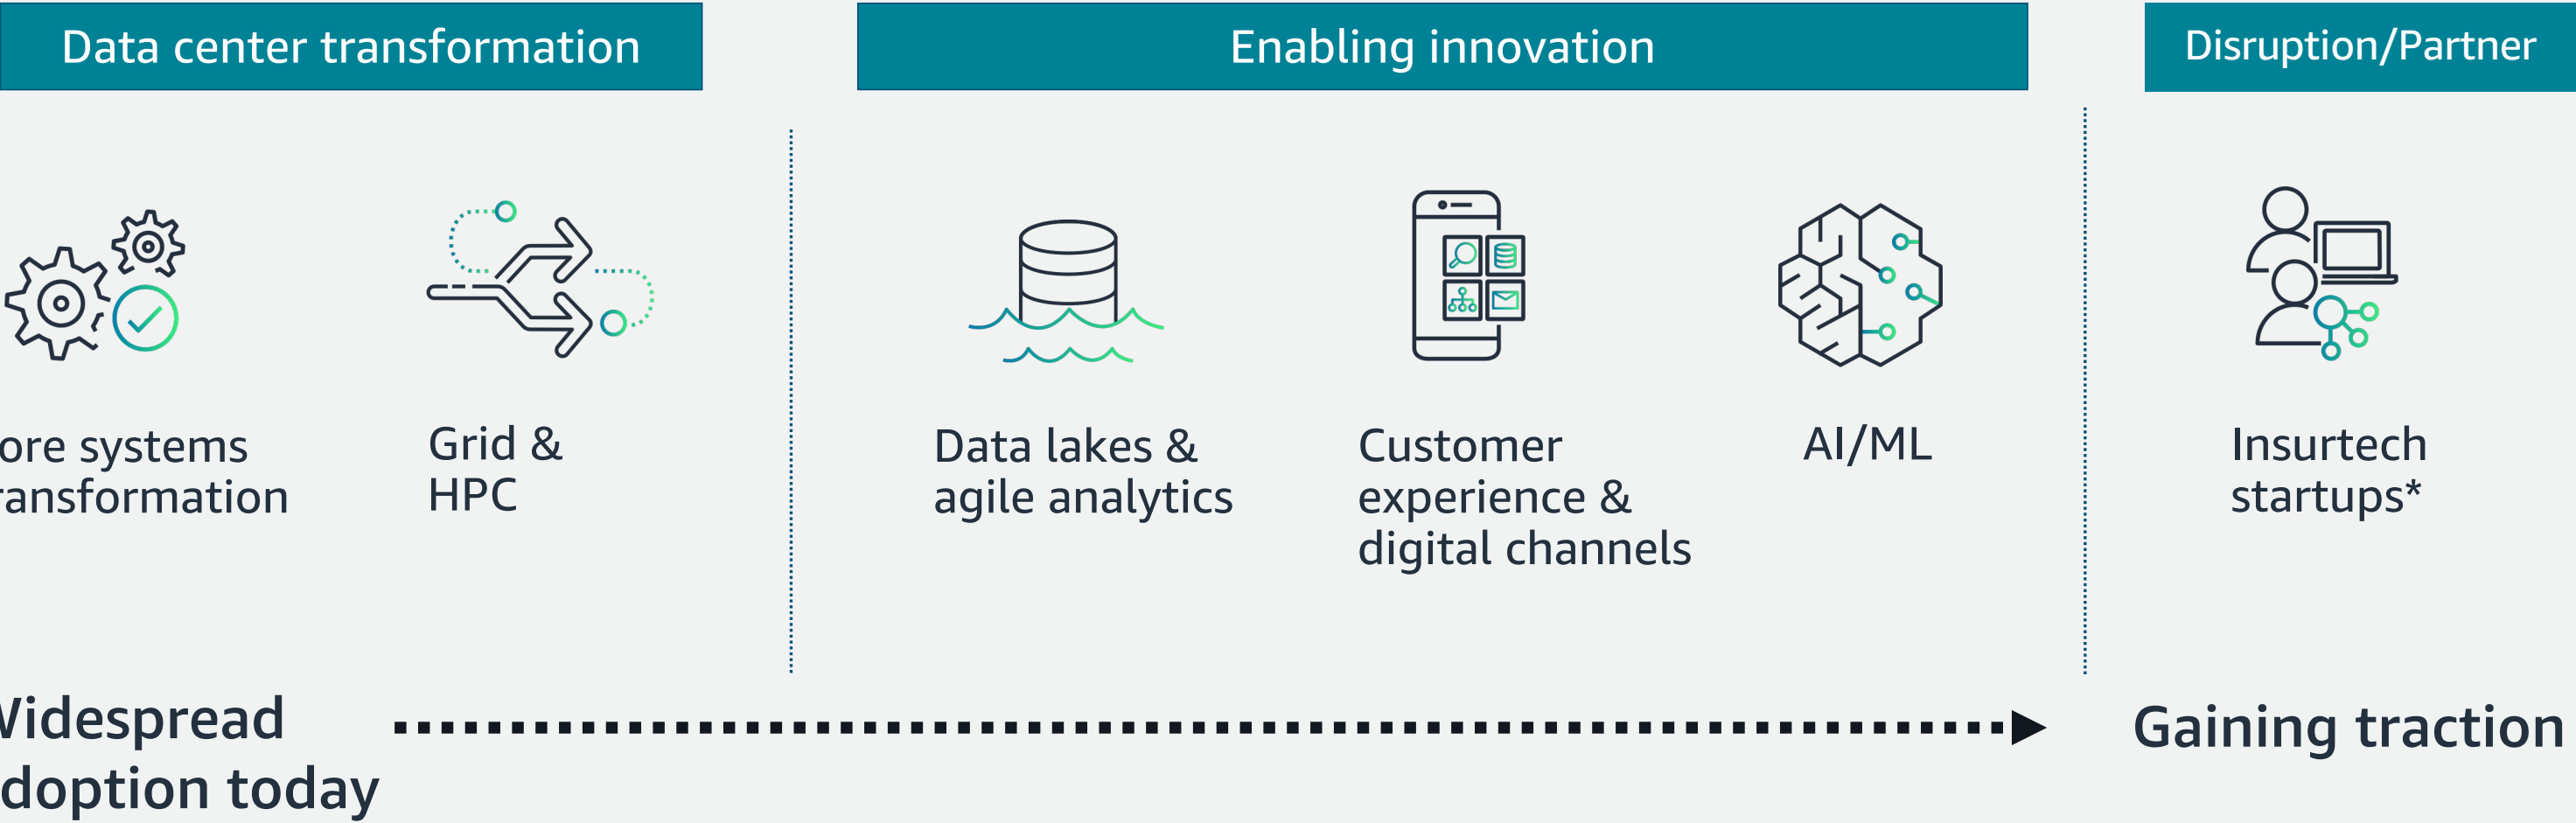 Data center transformation
Enabling innovation
Disruption/Partner
ore systems
ransformation
Grid &
HPC
Data lakes &
agile analytics
Customer
experience &
digital channels
AI/ML
Insurtech
startups*
Widespread
doption today
Gaining traction